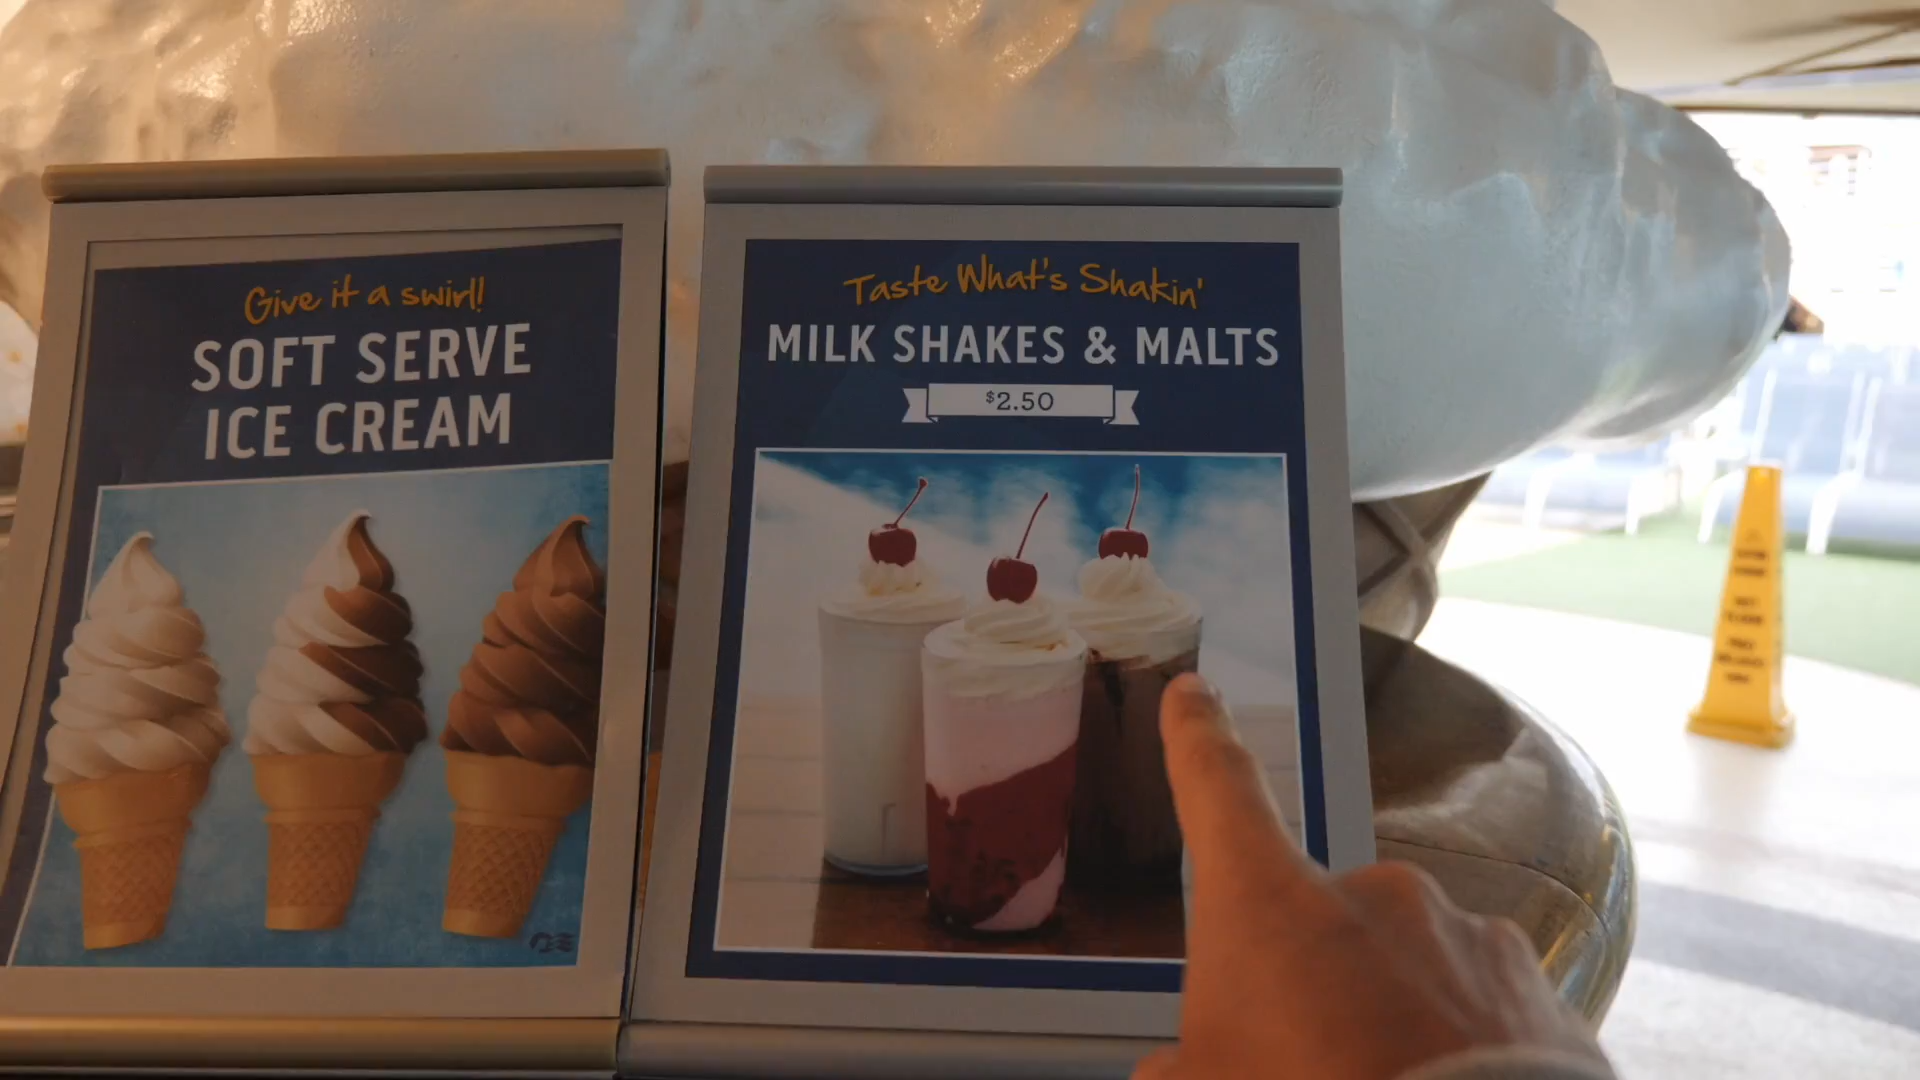 Give it a swirl!
SOFT SERVE
ICE CREAM
Taste What's Shakin'
MILK SHAKES & MALTS
$2.50